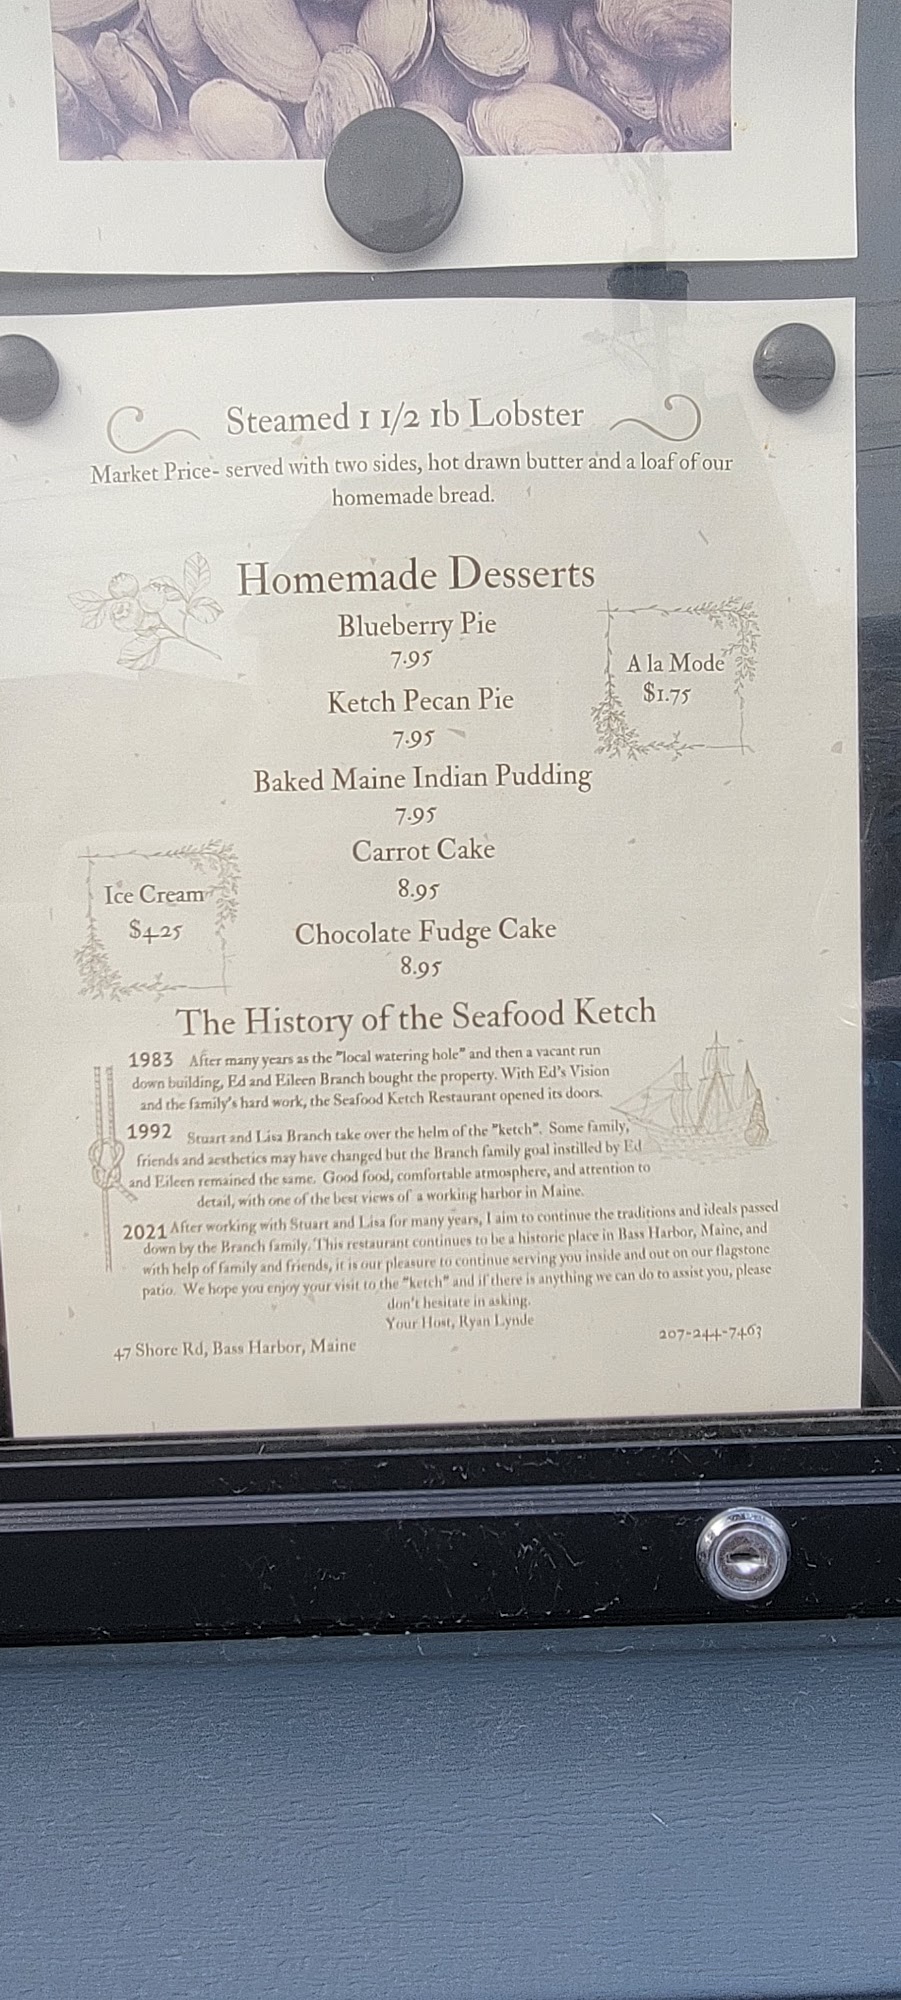 Steamed 1 1/2 lb Lobster
Market Price- served with two sides, hot drawn butter and a loaf of our
homemade bread.
Homemade Desserts
Blueberry Pie
7.95
A la Mode
$1.75
Ketch Pecan Pie
7.95
Baked Maine Indian Pudding
7.95
Carrot Cake
8.95
Ice Cream
$4.25
Chocolate Fudge Cake
8.95
The History of the Seafood Ketch
1983 After many years as the "local watering hole" and then a vacant run
down building, Ed and Eileen Branch bought the property. With Ed's Vision
and the family's hard work, the Seafood Ketch Restaurant opened its doors.
1992 Stuart and Lisa Branch take over the helm of the "ketch". Some family,
friends and aesthetics may have changed but the Branch family goal instilled by Ed
and Eileen remained the same. Good food, comfortable atmosphere, and attention to
detail, with one of the best views of a working harbor in Maine.
2021 After working with Stuart and Lisa for many years, I aim to continue the traditions and ideals passed
down by the Branch family. This restaurant continues to be a historic place in Bass Harbor, Maine, and
with help of family and friends, it is our pleasure to continue serving you inside and out on our flagstone
patio. We hope you enjoy your visit to the "ketch" and if there is anything we can do to assist you, please
don't hesitate in asking.
Your Host, Ryan Lynde
47 Shore Rd, Bass Harbor, Maine
207-244-7463